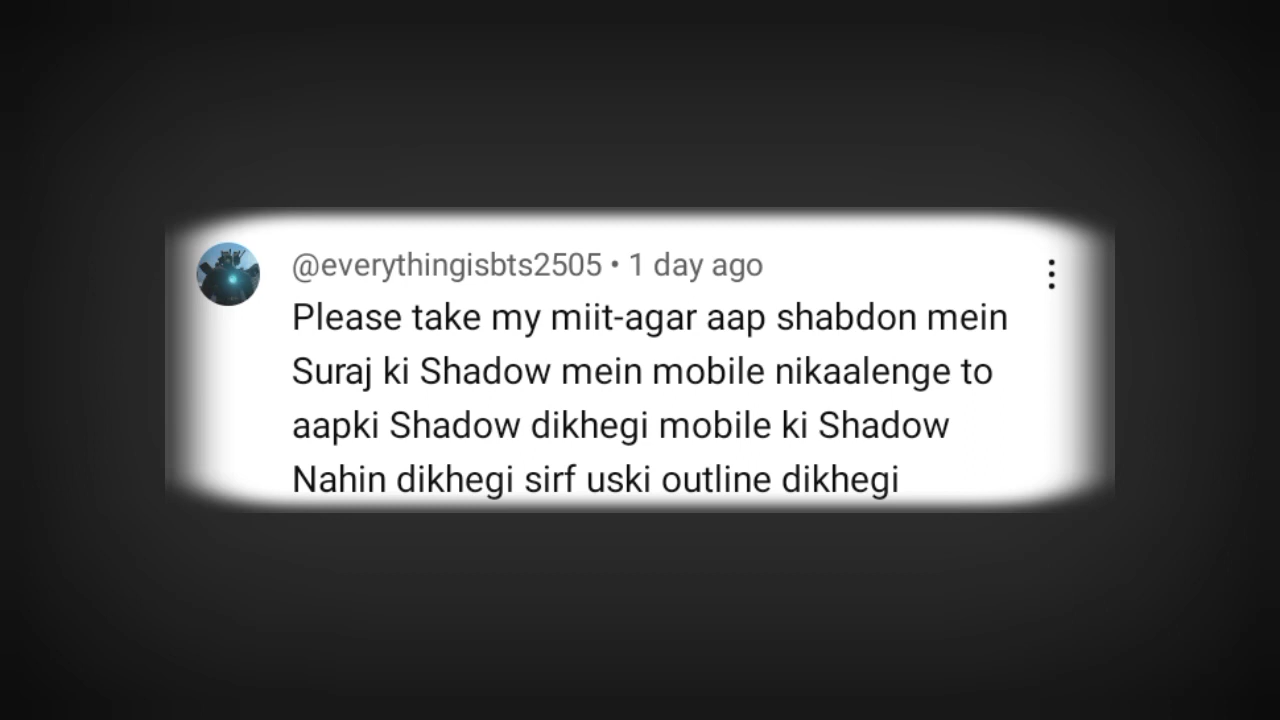 @everythingisbts2505 • 1 day ago
Please take my miit-agar aap shabdon mein
Suraj ki Shadow mein mobile nikaalenge to
aapki Shadow dikhegi mobile ki Shadow
Nahin dikhegi sirf uski outline dikhegi